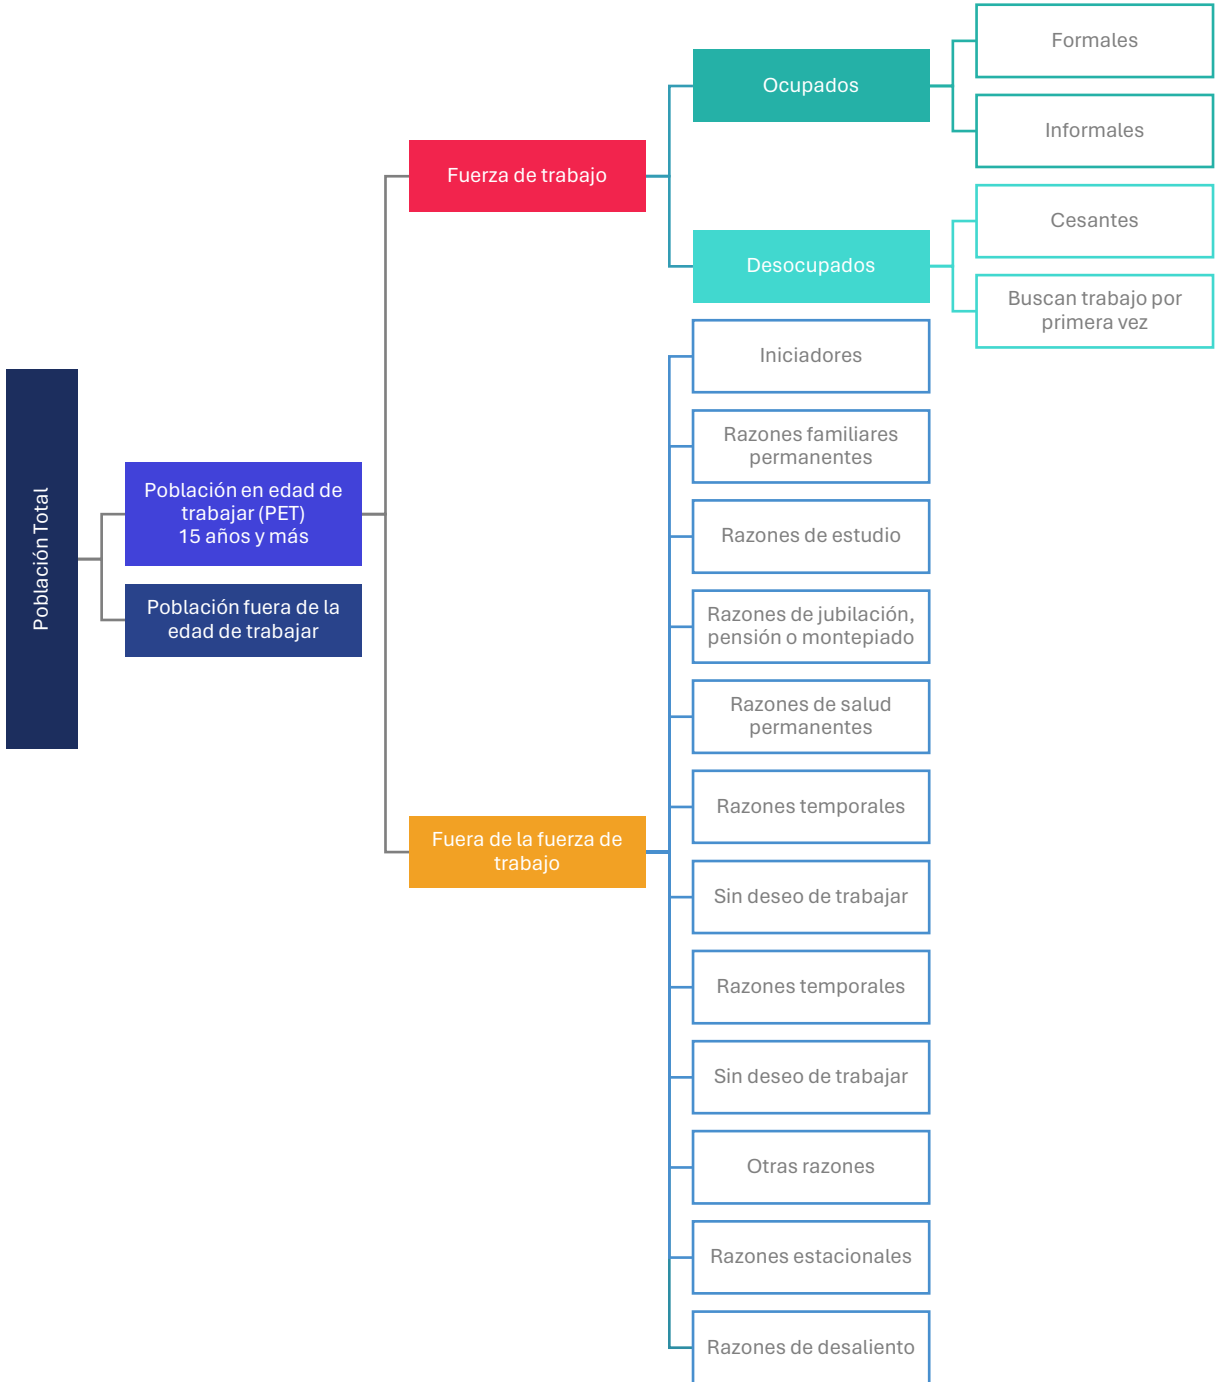 Población Total
Población en edad de
trabajar (PET)
15 años y más
Población fuera de la
edad de trabajar
Fuerza de trabajo
Fuera de la fuerza de
trabajo
Ocupados
Desocupados
Formales
Informales
Cesantes
Buscan trabajo por
primera vez
Iniciadores
Razones familiares
permanentes
Razones de estudio
Razones de jubilación,
pensión o montepiado
Razones de salud
permanentes
Razones temporales
Sin deseo de trabajar
Razones temporales
Sin deseo de trabajar
Otras razones
Razones estacionales
Razones de desaliento